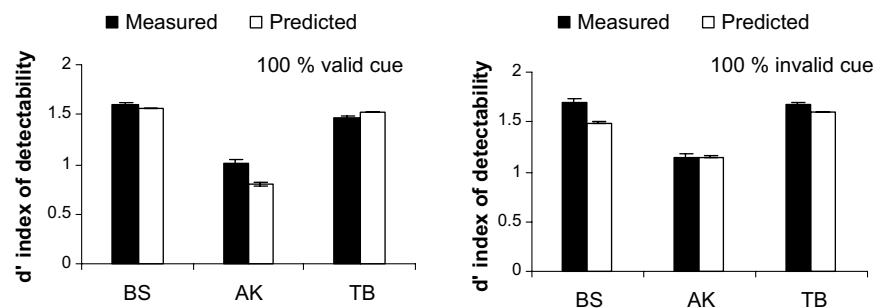 Measured Predicted
100 % valid cue
d' index of detectability
2
1.5
1
0.5
0
BS AK TB
Measured Predicted
100 % invalid cue
d' index of detectability
2
1.5
1
0.5
0
BS AK TB